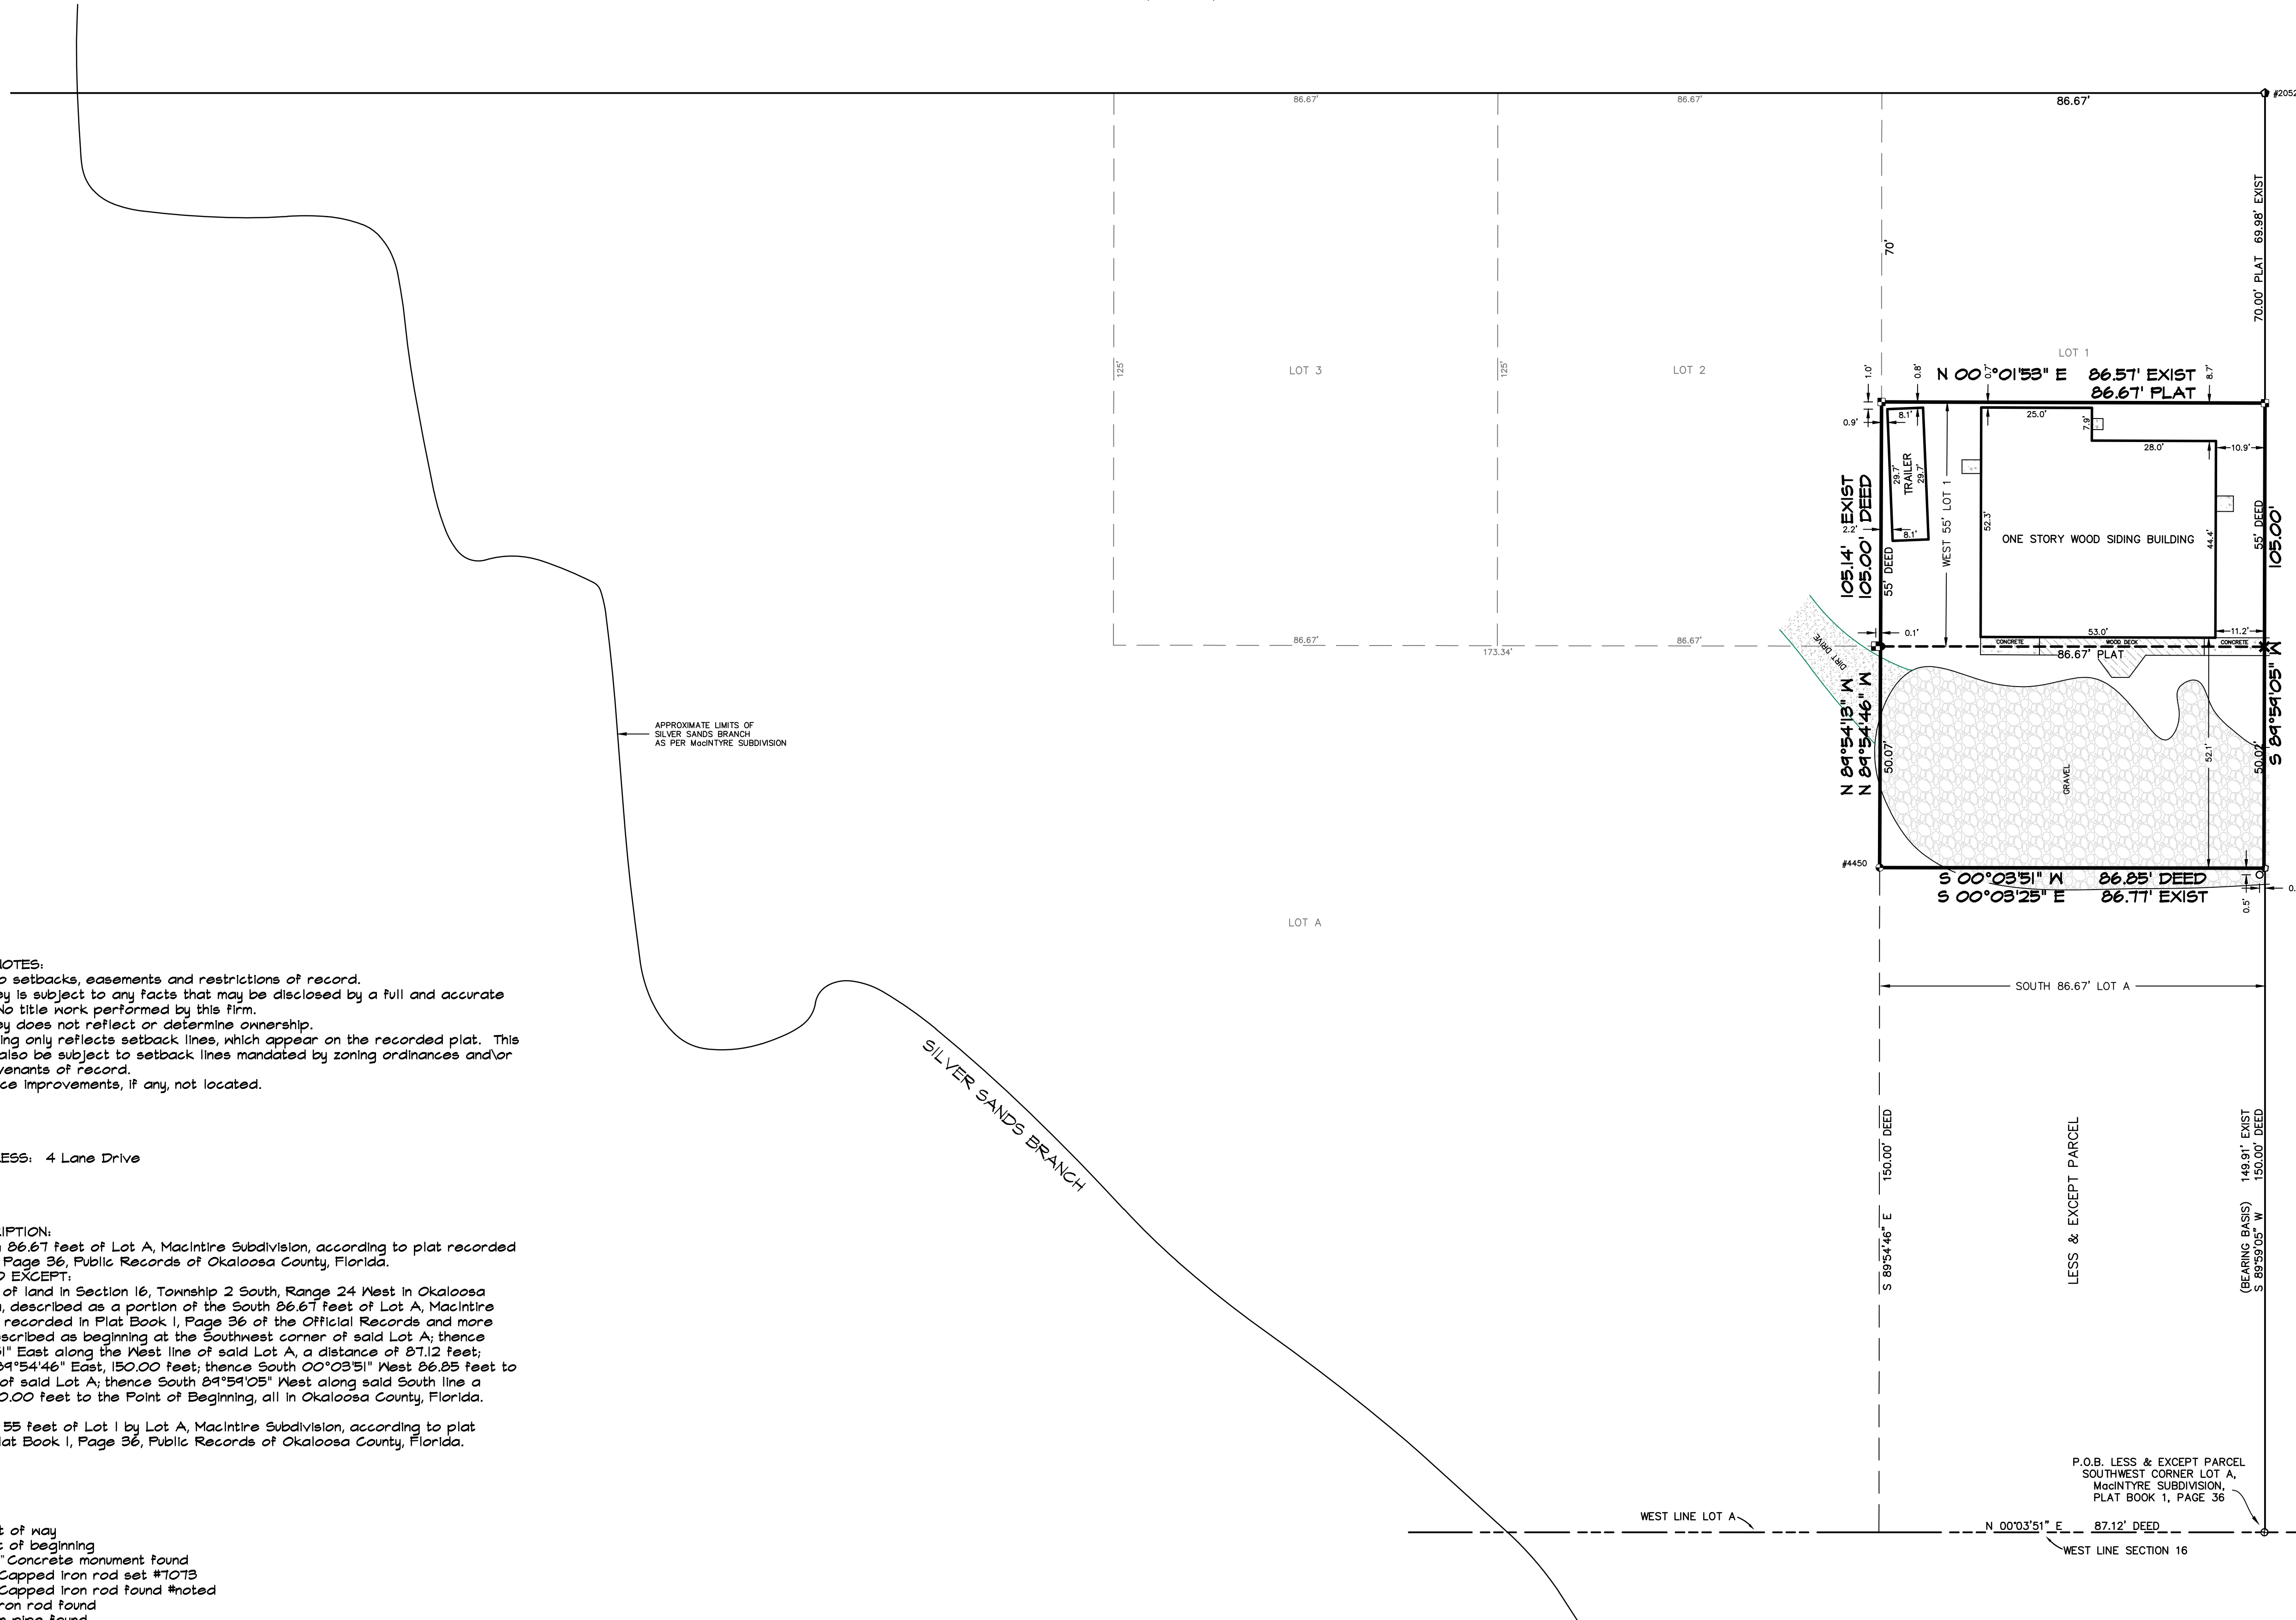 86.67'
86.67'
86.67'
#2052
70.00' PLAT 69.98' EXIST
70'
125'
125'
LOT 3
LOT 2
LOT 1
N 00°01'53" E 86.57' EXIST
86.67' PLAT
1.0'
0.8'
0.7'
8.7'
0.9'
8.1'
25.0'
7.9'
28.0'
10.9'
29.7'
TRAILER
29.7'
WEST 55' LOT 1
52.3'
2.2'
8.1'
ONE STORY WOOD SIDING BUILDING
44.4'
55' DEED
105.00'
S 89°59'05" W
105.14' EXIST
105.00' DEED
55' DEED
N 89°54'13" W
N 89°54'46" W
0.1'
53.0'
11.2'
CONCRETE
WOOD DECK
CONCRETE
86.67' PLAT
86.67'
86.67'
173.34'
DIRT DRIVE
50.07'
50.02'
52.1'
GRAVEL
APPROXIMATE LIMITS OF
SILVER SANDS BRANCH
AS PER MacINTYRE SUBDIVISION
#4450
S 00°03'51" W 86.85' DEED
S 00°03'25" E 86.77' EXIST
0.5'
0.
LOT A
SOUTH 86.67' LOT A
SILVER SANDS BRANCH
OTES:
o setbacks, easements and restrictions of record.
ey is subject to any facts that may be disclosed by a full and accurate
No title work performed by this firm.
ey does not reflect or determine ownership.
ing only reflects setback lines, which appear on the recorded plat. This
also be subject to setback lines mandated by zoning ordinances and\or
venants of record.
ce improvements, if any, not located.
ESS: 4 Lane Drive
IPTION:
86.67 feet of Lot A, MacIntire Subdivision, according to plat recorded
Page 36, Public Records of Okaloosa County, Florida.
D EXCEPT:
of land in Section 16, Township 2 South, Range 24 West in Okaloosa
, described as a portion of the South 86.67 feet of Lot A, MacIntire
recorded in Plat Book 1, Page 36 of the Official Records and more
scribed as beginning at the Southwest corner of said Lot A; thence
51" East along the West line of said Lot A, a distance of 87.12 feet;
89°54'46" East, 150.00 feet; thence South 00°03'51" West 86.85 feet to
of said Lot A; thence South 89°59'05" West along said South line a
0.00 feet to the Point of Beginning, all in Okaloosa County, Florida.
55 feet of Lot 1 by Lot A, MacIntire Subdivision, according to plat
lat Book 1, Page 36, Public Records of Okaloosa County, Florida.
t of way
t of beginning
" Concrete monument found
Capped iron rod set #7073
Capped iron rod found #noted
ron rod found
n pipe found
S 89°54'46" E 150.00' DEED
LESS & EXCEPT PARCEL
149.91' EXIST
(BEARING BASIS)
S 89°59'05" W 150.00' DEED
P.O.B. LESS & EXCEPT PARCEL
SOUTHWEST CORNER LOT A,
MacINTYRE SUBDIVISION,
PLAT BOOK 1, PAGE 36
WEST LINE LOT A
N 00°03'51" E 87.12' DEED
WEST LINE SECTION 16